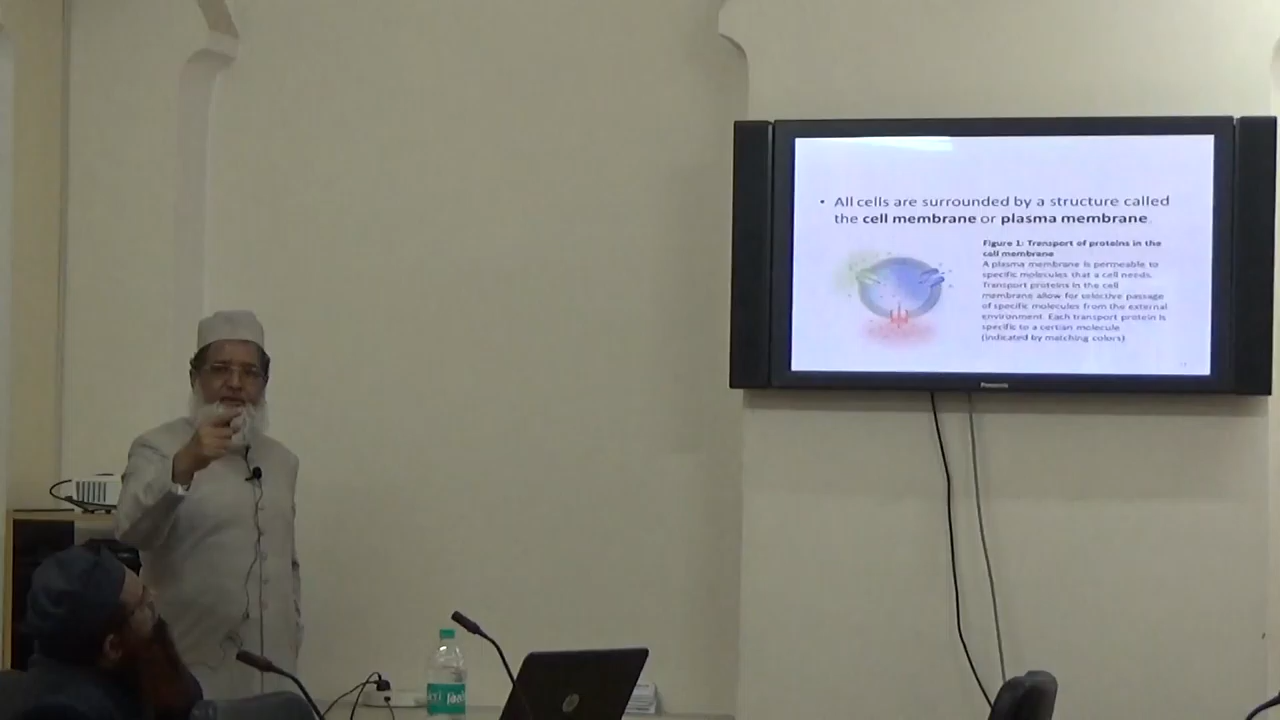 • All cells are surrounded by a structure called
the cell membrane or plasma membrane.
Figure 1: Transport of proteins in the
cell membrane
A plasma membrane is permeable to
specific molecules that a cell needs.
Transport proteins in the cell
membrane allow for selective passage
of specific molecules from the external
environment. Each transport protein is
specific to a certian molecule
(indicated by matching colors)
Panasonic
hp